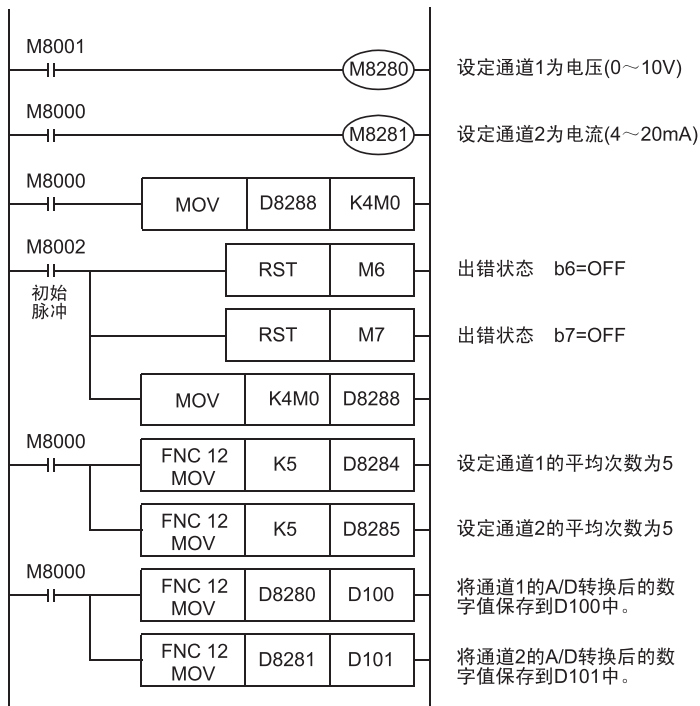 M8001
M8280 设定通道1为电压(0～10V)
M8000
M8281 设定通道2为电流(4～20mA)
M8000
MOV D8288 K4M0
M8002
RST M6 出错状态 b6=OFF
初始
脉冲
RST M7 出错状态 b7=OFF
MOV K4M0 D8288
M8000
FNC 12
MOV K5 D8284 设定通道1的平均次数为5
FNC 12
MOV K5 D8285 设定通道2的平均次数为5
M8000
FNC 12
MOV D8280 D100 将通道1的A/D转换后的数
字值保存到D100中。
FNC 12
MOV D8281 D101 将通道2的A/D转换后的数
字值保存到D101中。